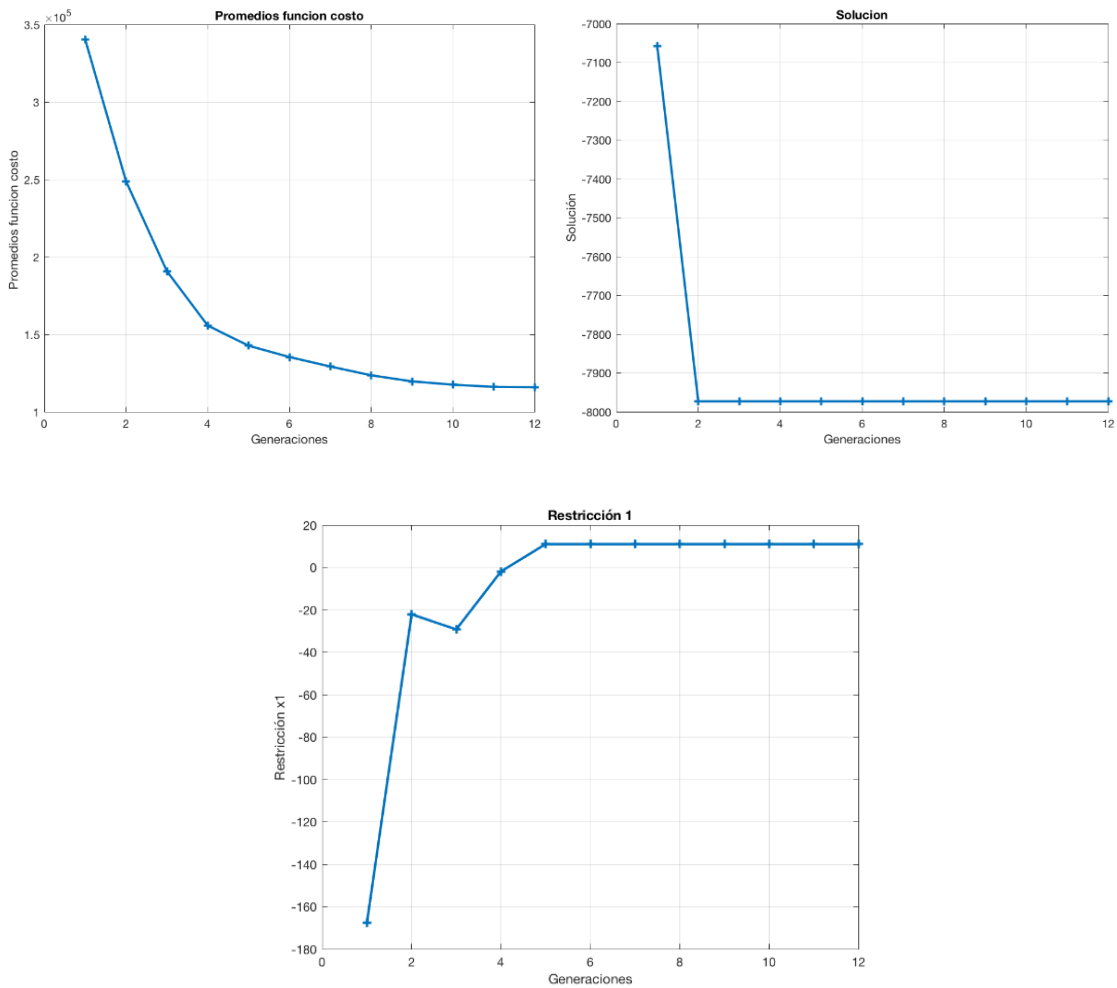 Promedios funcion costo
×10⁵
3.5
3
2.5
2
1.5
1
Promedios funcion costo
0 2 4 6 8 10 12
Generaciones
Solucion
-7000
-7100
-7200
-7300
-7400
-7500
-7600
-7700
-7800
-7900
-8000
Solución
0 2 4 6 8 10 12
Generaciones
Restricción 1
20
0
-20
-40
-60
-80
-100
-120
-140
-160
-180
Restricción x1
0 2 4 6 8 10 12
Generaciones